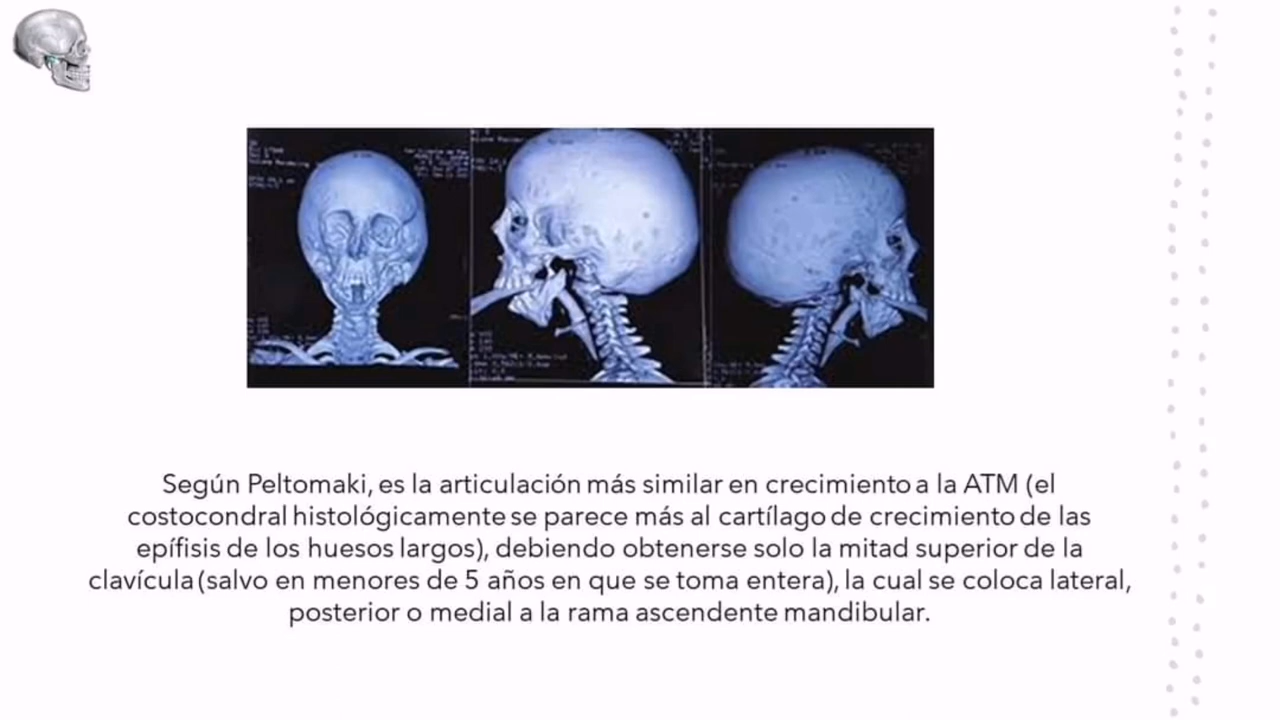 Según Peltomaki, es la articulación más similar en crecimiento a la ATM (el
costocondral histológicamente se parece más al cartílago de crecimiento de las
epífisis de los huesos largos), debiendo obtenerse solo la mitad superior de la
clavícula (salvo en menores de 5 años en que se toma entera), la cual se coloca lateral,
posterior o medial a la rama ascendente mandibular.